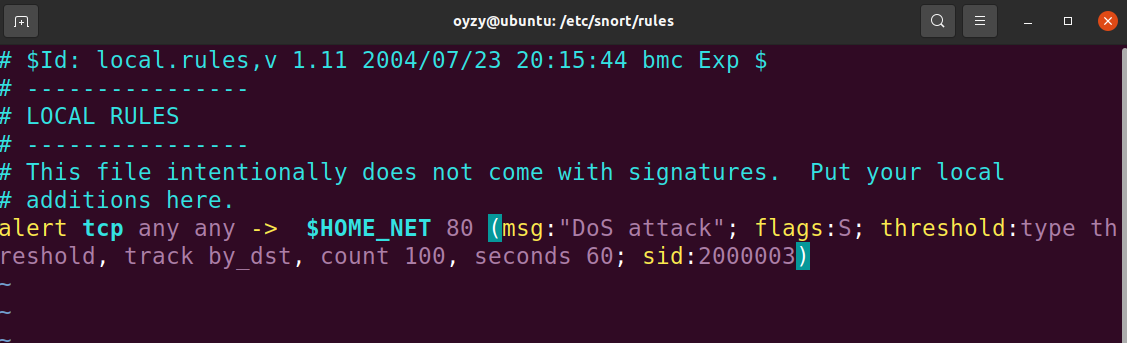 oyzy@ubuntu: /etc/snort/rules
# $Id: local.rules,v 1.11 2004/07/23 20:15:44 bmc Exp $
# ----------------
# LOCAL RULES
# ----------------
# This file intentionally does not come with signatures.  Put your local
# additions here.
alert tcp any any ->  $HOME_NET 80 (msg:"DoS attack"; flags:S; threshold:type th
reshold, track by_dst, count 100, seconds 60; sid:2000003)
~
~
~